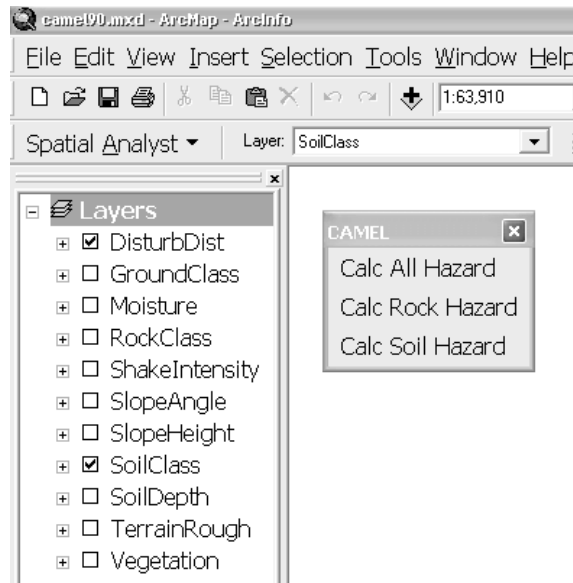 camel90.mxd - ArcMap - ArcInfo
File Edit View Insert Selection Tools Window Help
1:63,910
Spatial Analyst Layer: SoilClass
Layers
DisturbDist
GroundClass
Moisture
RockClass
ShakeIntensity
SlopeAngle
SlopeHeight
SoilClass
SoilDepth
TerrainRough
Vegetation
CAMEL
Calc All Hazard
Calc Rock Hazard
Calc Soil Hazard